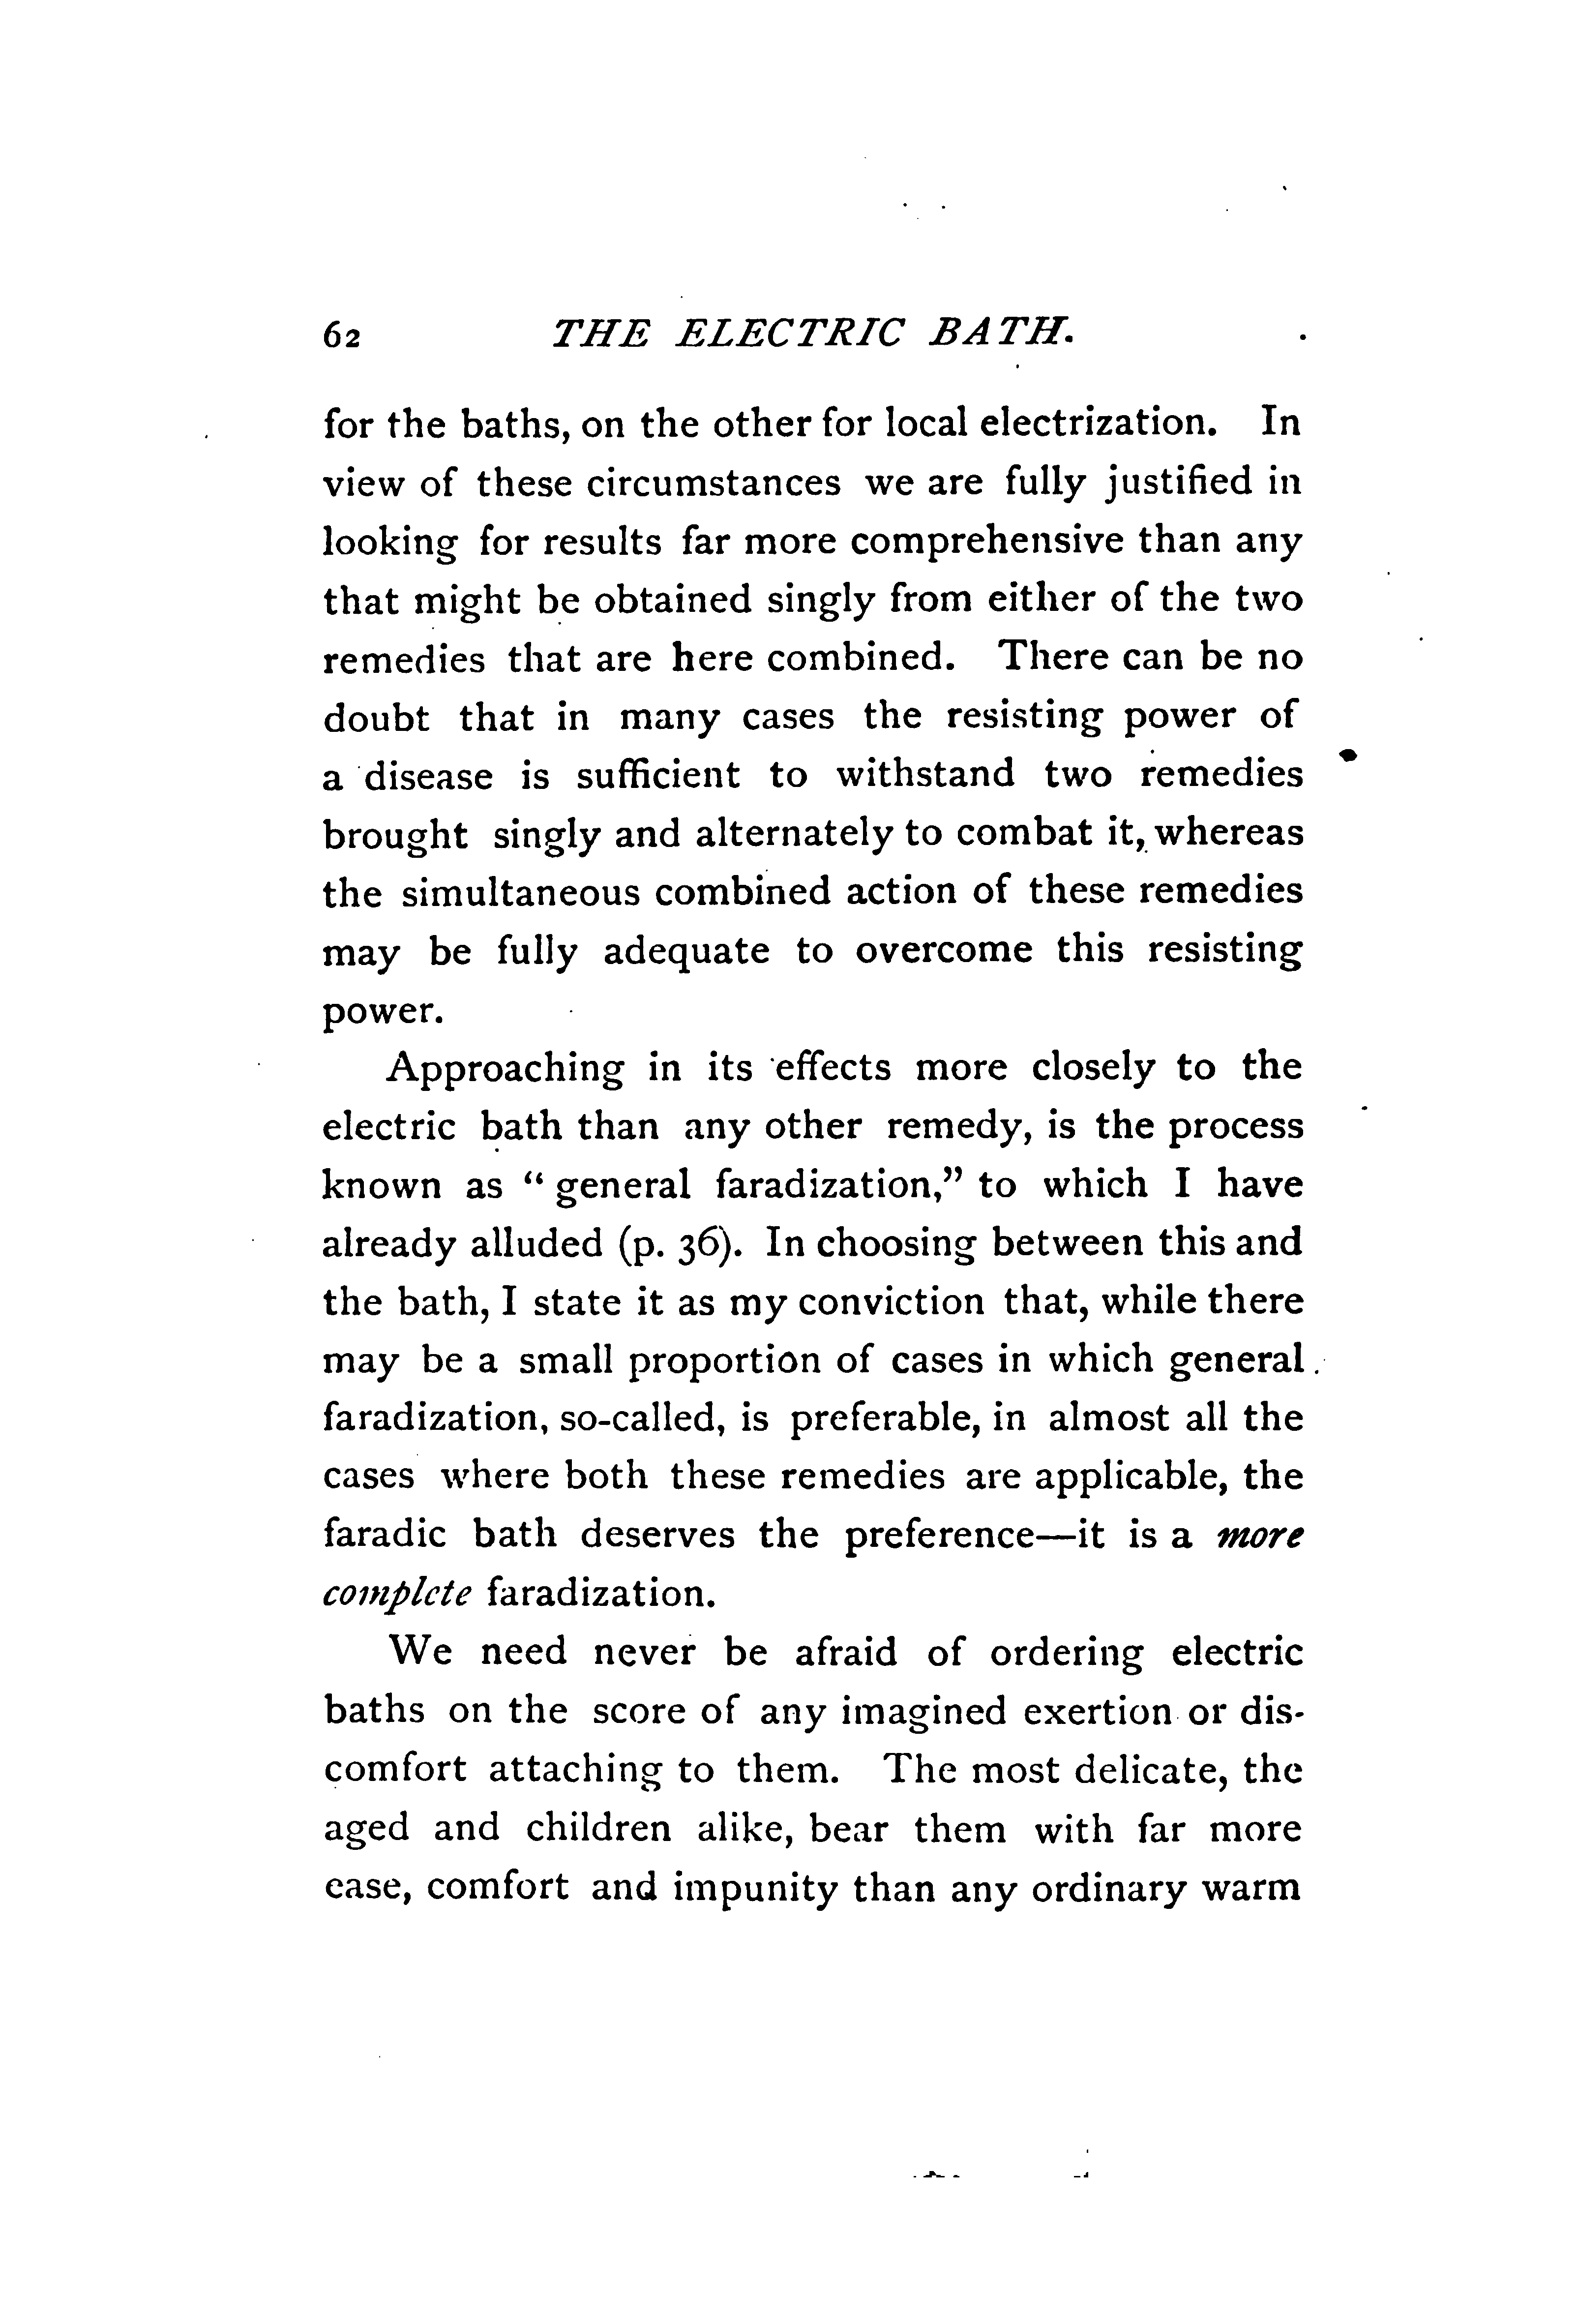 62 THE ELECTRIC BATH.
for the baths, on the other for local electrization. In
view of these circumstances we are fully justified in
looking for results far more comprehensive than any
that might be obtained singly from either of the two
remedies that are here combined. There can be no
doubt that in many cases the resisting power of
a disease is sufficient to withstand two remedies
brought singly and alternately to combat it, whereas
the simultaneous combined action of these remedies
may be fully adequate to overcome this resisting
power.
Approaching in its effects more closely to the
electric bath than any other remedy, is the process
known as “ general faradization,” to which I have
already alluded (p. 36). In choosing between this and
the bath, I state it as my conviction that, while there
may be a small proportion of cases in which general
faradization, so-called, is preferable, in almost all the
cases where both these remedies are applicable, the
faradic bath deserves the preference—it is a more
complete faradization.
We need never be afraid of ordering electric
baths on the score of any imagined exertion or dis-
comfort attaching to them. The most delicate, the
aged and children alike, bear them with far more
ease, comfort and impunity than any ordinary warm